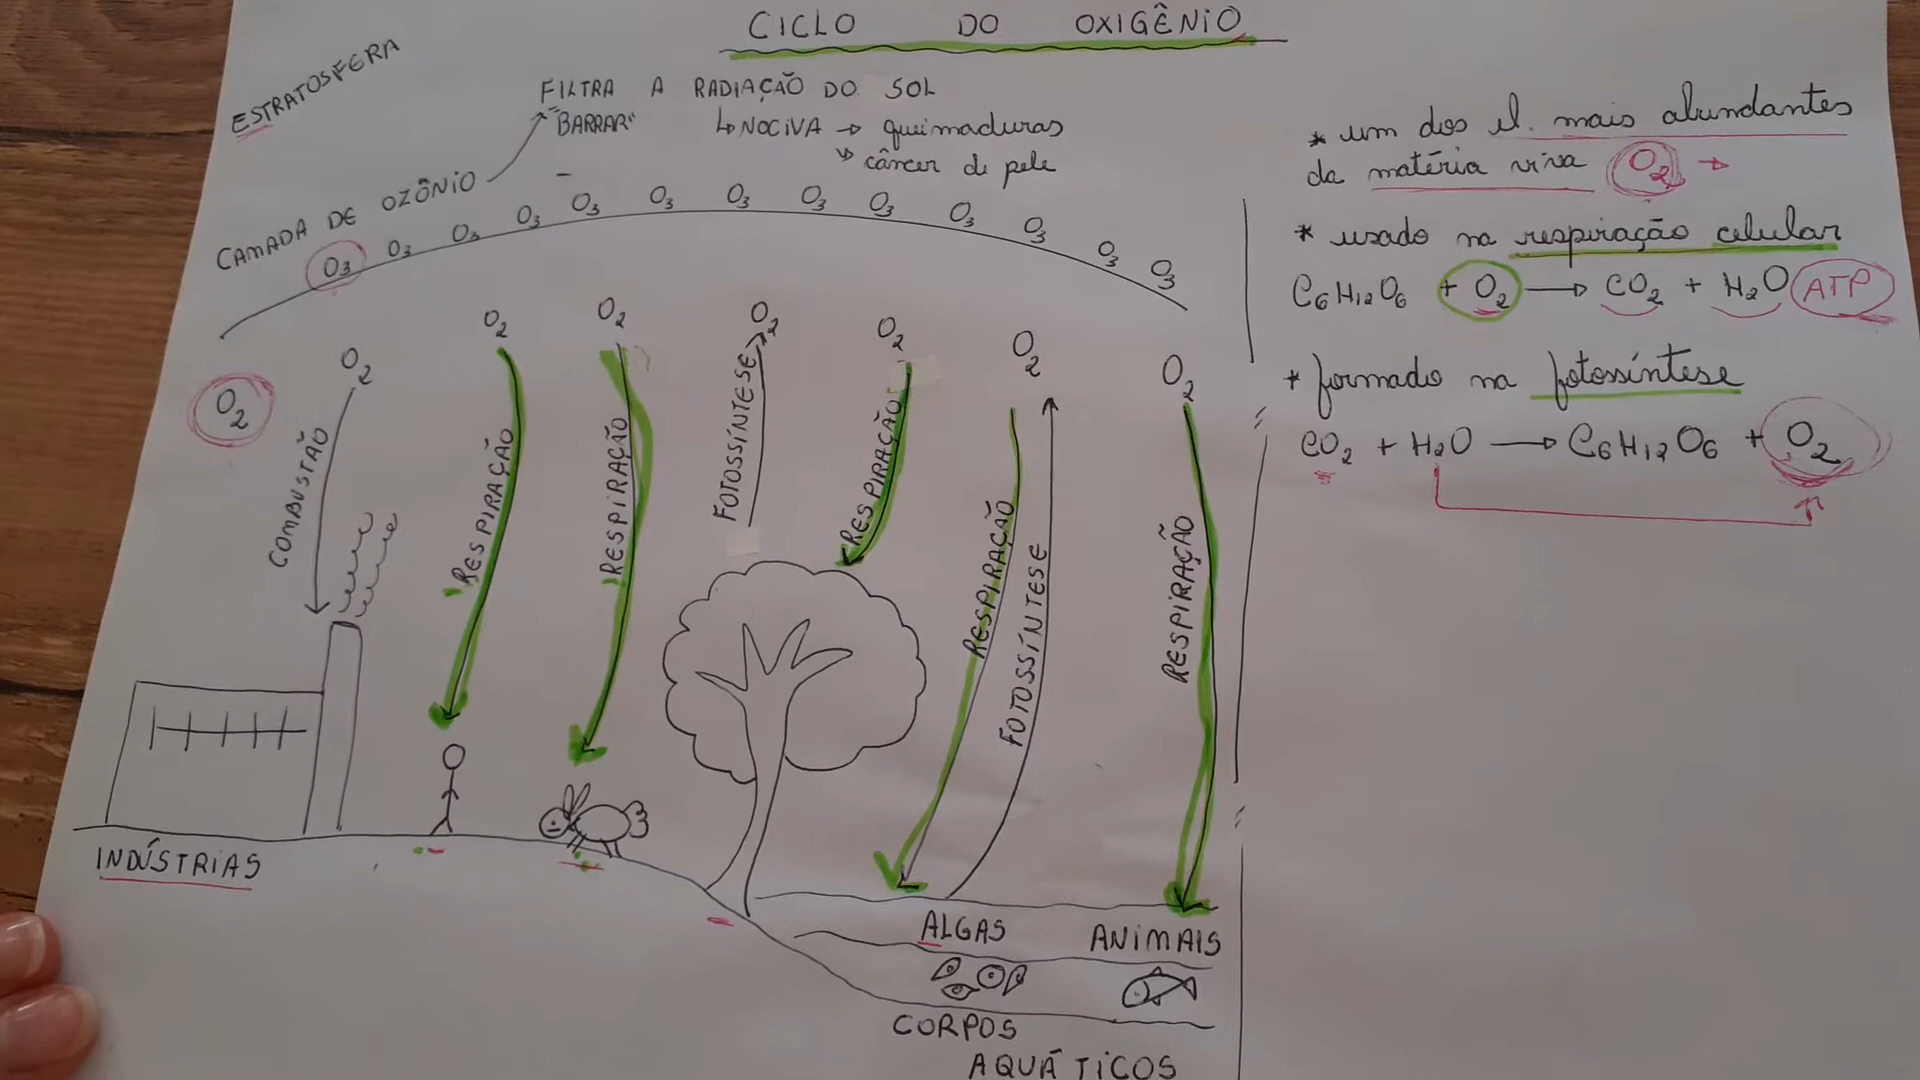 CICLO DO OXIGÊNIO
ESTRATOSFERA
FILTRA A RADIAÇÃO DO SOL
"BARRAR"
↳ NOCIVA → queimaduras
↘ câncer de pele
CAMADA DE OZÔNIO
O3 O3 O3 O3 O3 O3 O3 O3 O3 O3 O3 O3 O3
O2 O2 O2 O2 O2 O2 O2 O2
O2
COMBUSTÃO
RESPIRAÇÃO
RESPIRAÇÃO
FOTOSSÍNTESE
RESPIRAÇÃO
RESPIRAÇÃO
FOTOSSÍNTESE
RESPIRAÇÃO
INDÚSTRIAS
ALGAS
ANIMAIS
CORPOS
AQUÁTICOS
* um dos el. mais abundantes
da matéria viva O2 →
* usado na respiração celular
C6H12O6 + O2 → CO2 + H2O ATP
* formado na fotossíntese
CO2 + H2O → C6H12O6 + O2